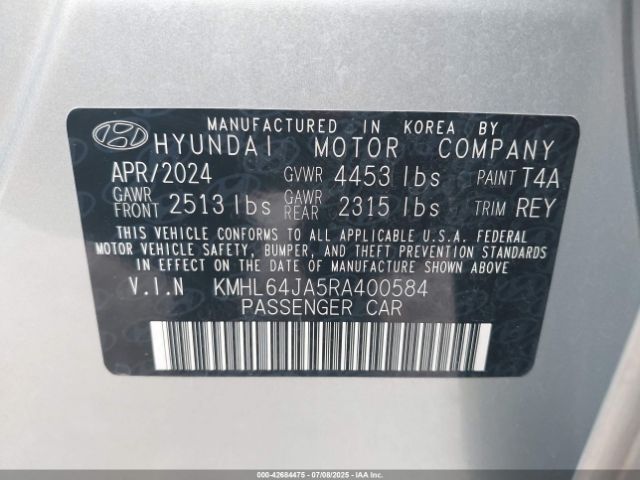 MANUFACTURED IN KOREA BY
HYUNDAI MOTOR COMPANY
APR/2024 GVWR 4453 lbs PAINT T4A
GAWR FRONT 2513 lbs GAWR REAR 2315 lbs TRIM REY
THIS VEHICLE CONFORMS TO ALL APPLICABLE U.S.A. FEDERAL
MOTOR VEHICLE SAFETY, BUMPER, AND THEFT PREVENTION STANDARDS
IN EFFECT ON THE DATE OF MANUFACTURE SHOWN ABOVE.
V.I.N KMHL64JA5RA400584
PASSENGER CAR
000-42684475 | 07/08/2025 | IAAI.COM